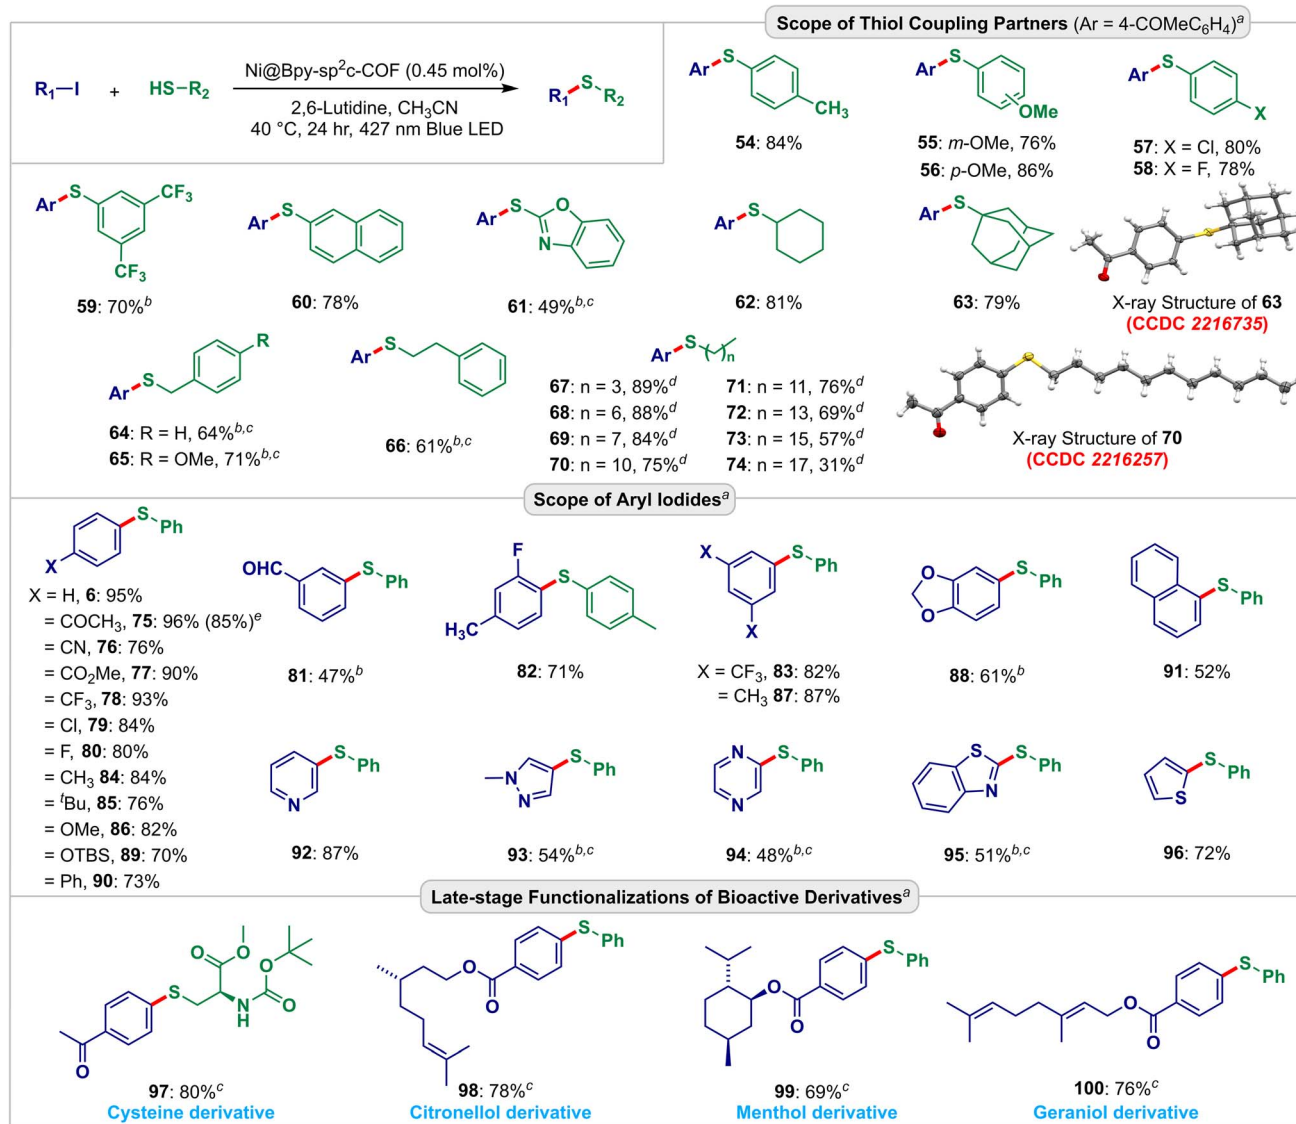 Scope of Thiol Coupling Partners (Ar = 4-COMeC₆H₄)ᵃ
R₁–I + HS–R₂
Ni@Bpy-sp²c-COF (0.45 mol%)
2,6-Lutidine, CH₃CN
40 °C, 24 hr, 427 nm Blue LED
R₁ S R₂
Ar S CH₃
54: 84%
Ar S OMe
55: m-OMe, 76%
56: p-OMe, 86%
Ar S X
57: X = Cl, 80%
58: X = F, 78%
Ar S CF₃ CF₃
59: 70%ᵇ
Ar S
60: 78%
Ar S O N
61: 49%ᵇ,ᶜ
Ar S
62: 81%
Ar S
63: 79%
X-ray Structure of 63
(CCDC 2216735)
Ar S R
64: R = H, 64%ᵇ,ᶜ
65: R = OMe, 71%ᵇ,ᶜ
Ar S
66: 61%ᵇ,ᶜ
Ar S ( )n
67: n = 3, 89%ᵈ
68: n = 6, 88%ᵈ
69: n = 7, 84%ᵈ
70: n = 10, 75%ᵈ
71: n = 11, 76%ᵈ
72: n = 13, 69%ᵈ
73: n = 15, 57%ᵈ
74: n = 17, 31%ᵈ
X-ray Structure of 70
(CCDC 2216257)
Scope of Aryl Iodidesᵃ
X S Ph
X = H, 6: 95%
= COCH₃, 75: 96% (85%)ᵉ
= CN, 76: 76%
= CO₂Me, 77: 90%
= CF₃, 78: 93%
= Cl, 79: 84%
= F, 80: 80%
= CH₃ 84: 84%
= ᵗBu, 85: 76%
= OMe, 86: 82%
= OTBS, 89: 70%
= Ph, 90: 73%
OHC S Ph
81: 47%ᵇ
F S H₃C
82: 71%
X S Ph X
X = CF₃, 83: 82%
= CH₃ 87: 87%
O O S Ph
88: 61%ᵇ
S Ph
91: 52%
N S Ph
92: 87%
N N S Ph
93: 54%ᵇ,ᶜ
N N S Ph
94: 48%ᵇ,ᶜ
S N S Ph
95: 51%ᵇ,ᶜ
S S Ph
96: 72%
Late-stage Functionalizations of Bioactive Derivativesᵃ
O O O S N H O O
97: 80%ᶜ
Cysteine derivative
O O S Ph
98: 78%ᶜ
Citronellol derivative
O O S Ph
99: 69%ᶜ
Menthol derivative
O O S Ph
100: 76%ᶜ
Geraniol derivative